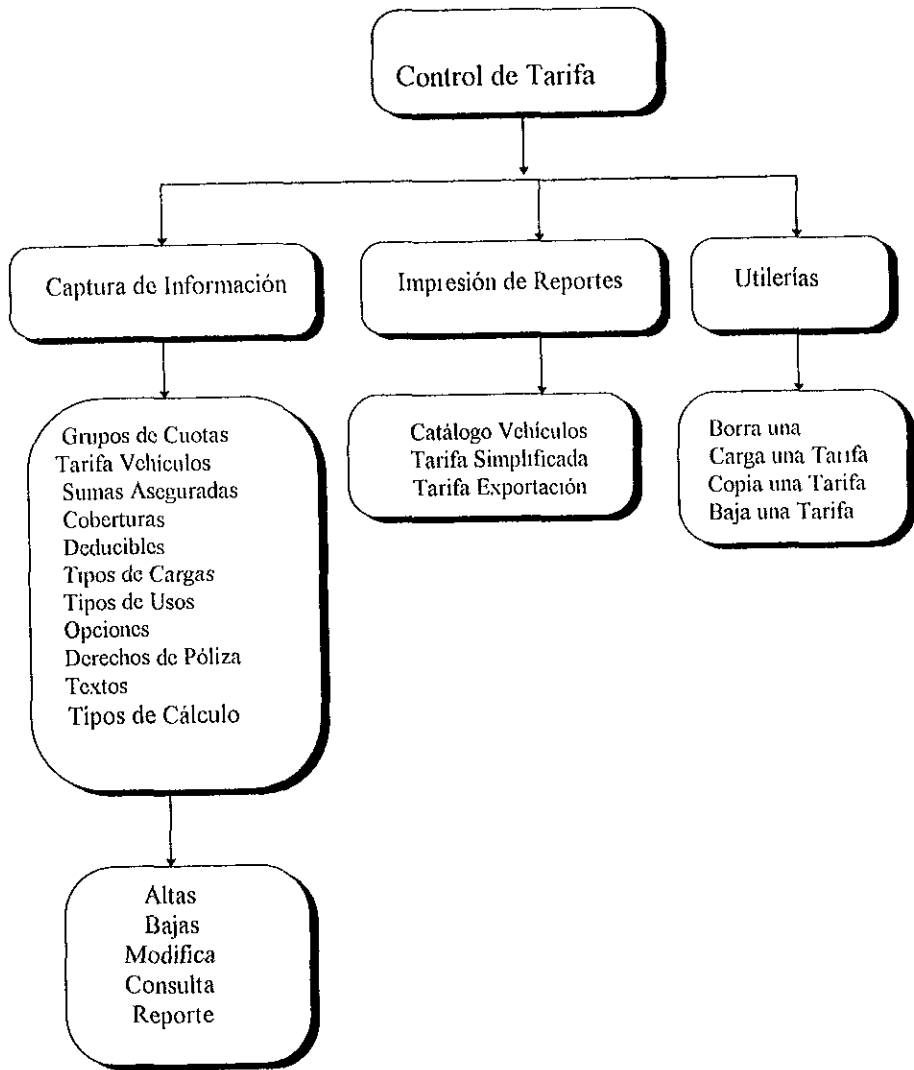 Control de Tarifa
Captura de Información
Impresión de Reportes
Utilerías
Grupos de Cuotas
Tarifa Vehículos
Sumas Aseguradas
Coberturas
Deducibles
Tipos de Cargas
Tipos de Usos
Opciones
Derechos de Póliza
Textos
Tipos de Cálculo
Catálogo Vehículos
Tarifa Simplificada
Tarifa Exportación
Borra una
Carga una Tarifa
Copia una Tarifa
Baja una Tarifa
Altas
Bajas
Modifica
Consulta
Reporte